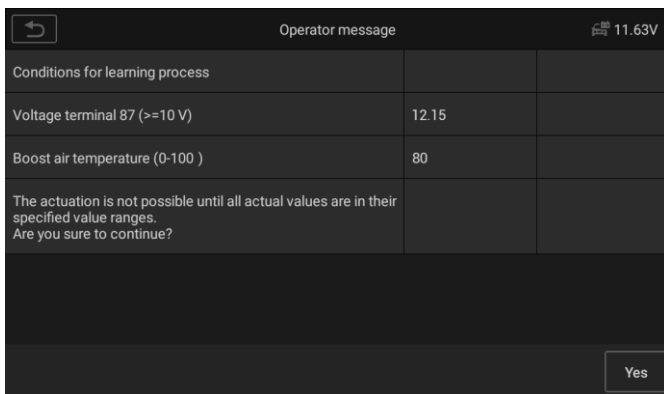 Operator message 11.63V
Conditions for learning process
Voltage terminal 87 (>=10 V) 12.15
Boost air temperature (0-100 ) 80
The actuation is not possible until all actual values are in their
specified value ranges.
Are you sure to continue?
Yes